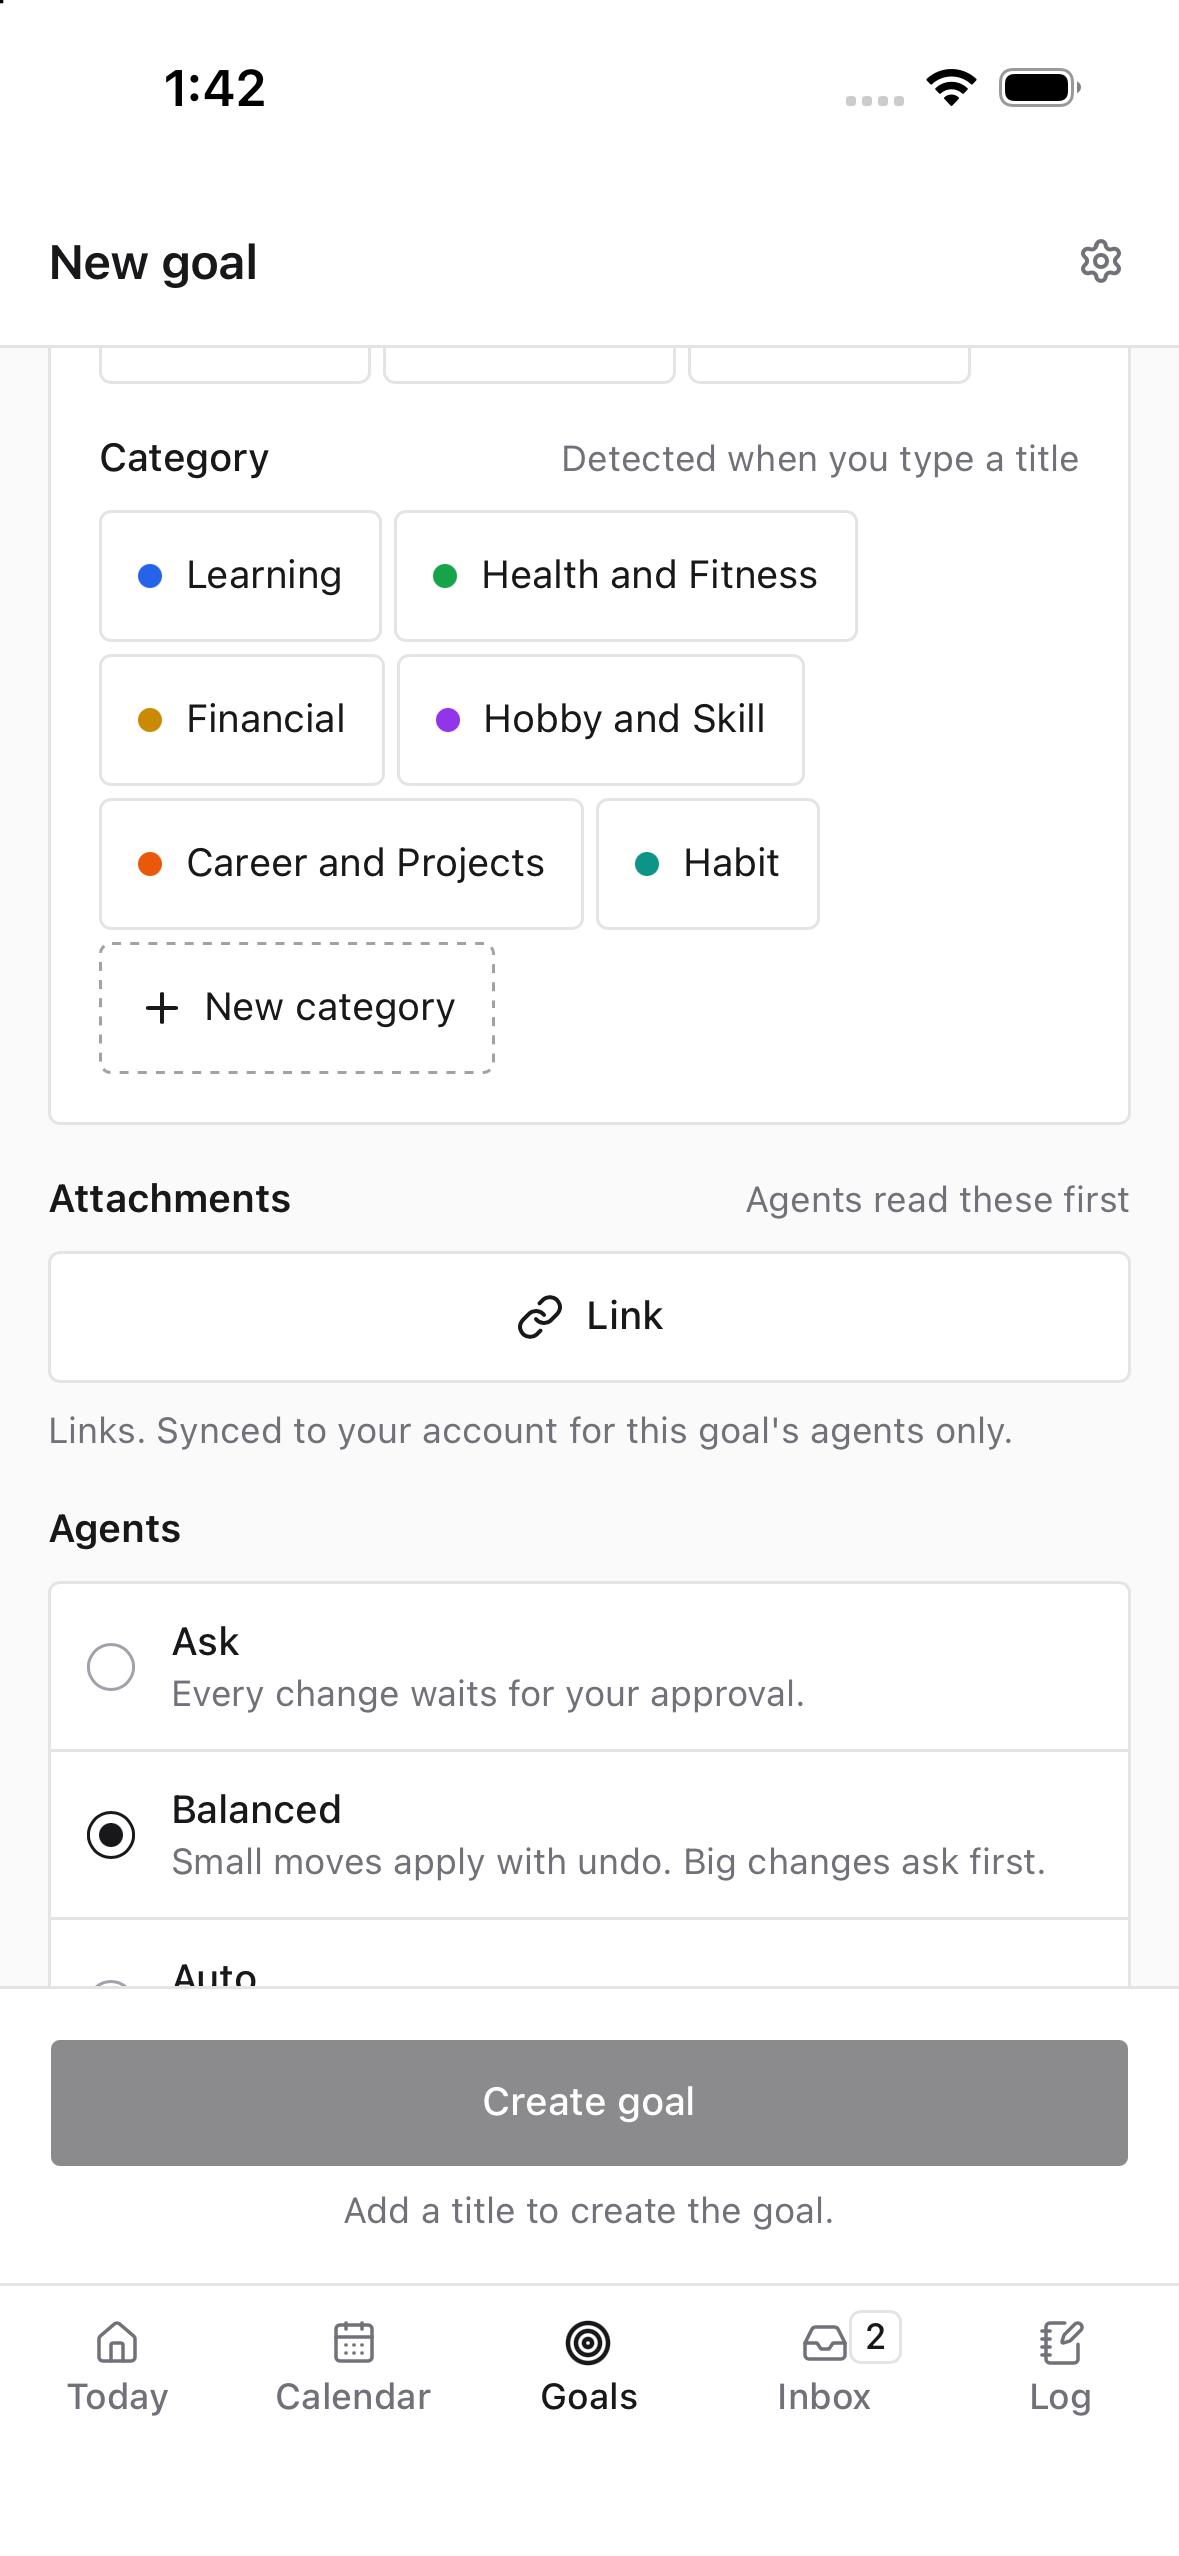 1:42
New goal
Category
Detected when you type a title
Learning
Health and Fitness
Financial
Hobby and Skill
Career and Projects
Habit
New category
Attachments
Agents read these first
Link
Links. Synced to your account for this goal's agents only.
Agents
Ask
Every change waits for your approval.
Balanced
Small moves apply with undo. Big changes ask first.
Auto
Create goal
Add a title to create the goal.
2
Today
Calendar
Goals
Inbox
Log